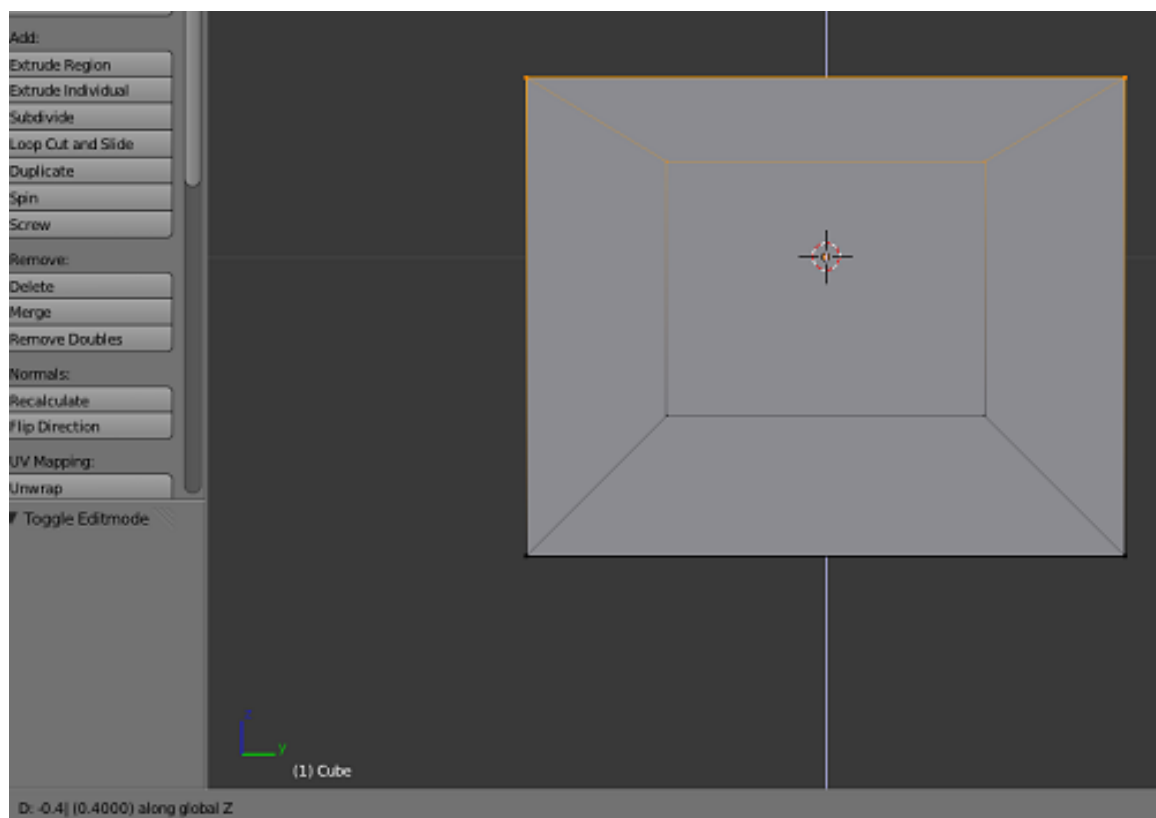 Add:
Extrude Region
Extrude Individual
Subdivide
Loop Cut and Slide
Duplicate
Spin
Screw
Remove:
Delete
Merge
Remove Doubles
Normals:
Recalculate
Flip Direction
UV Mapping:
Unwrap
Toggle Editmode
z
y
(1) Cube
D: -0.4| (0.4000) along global Z